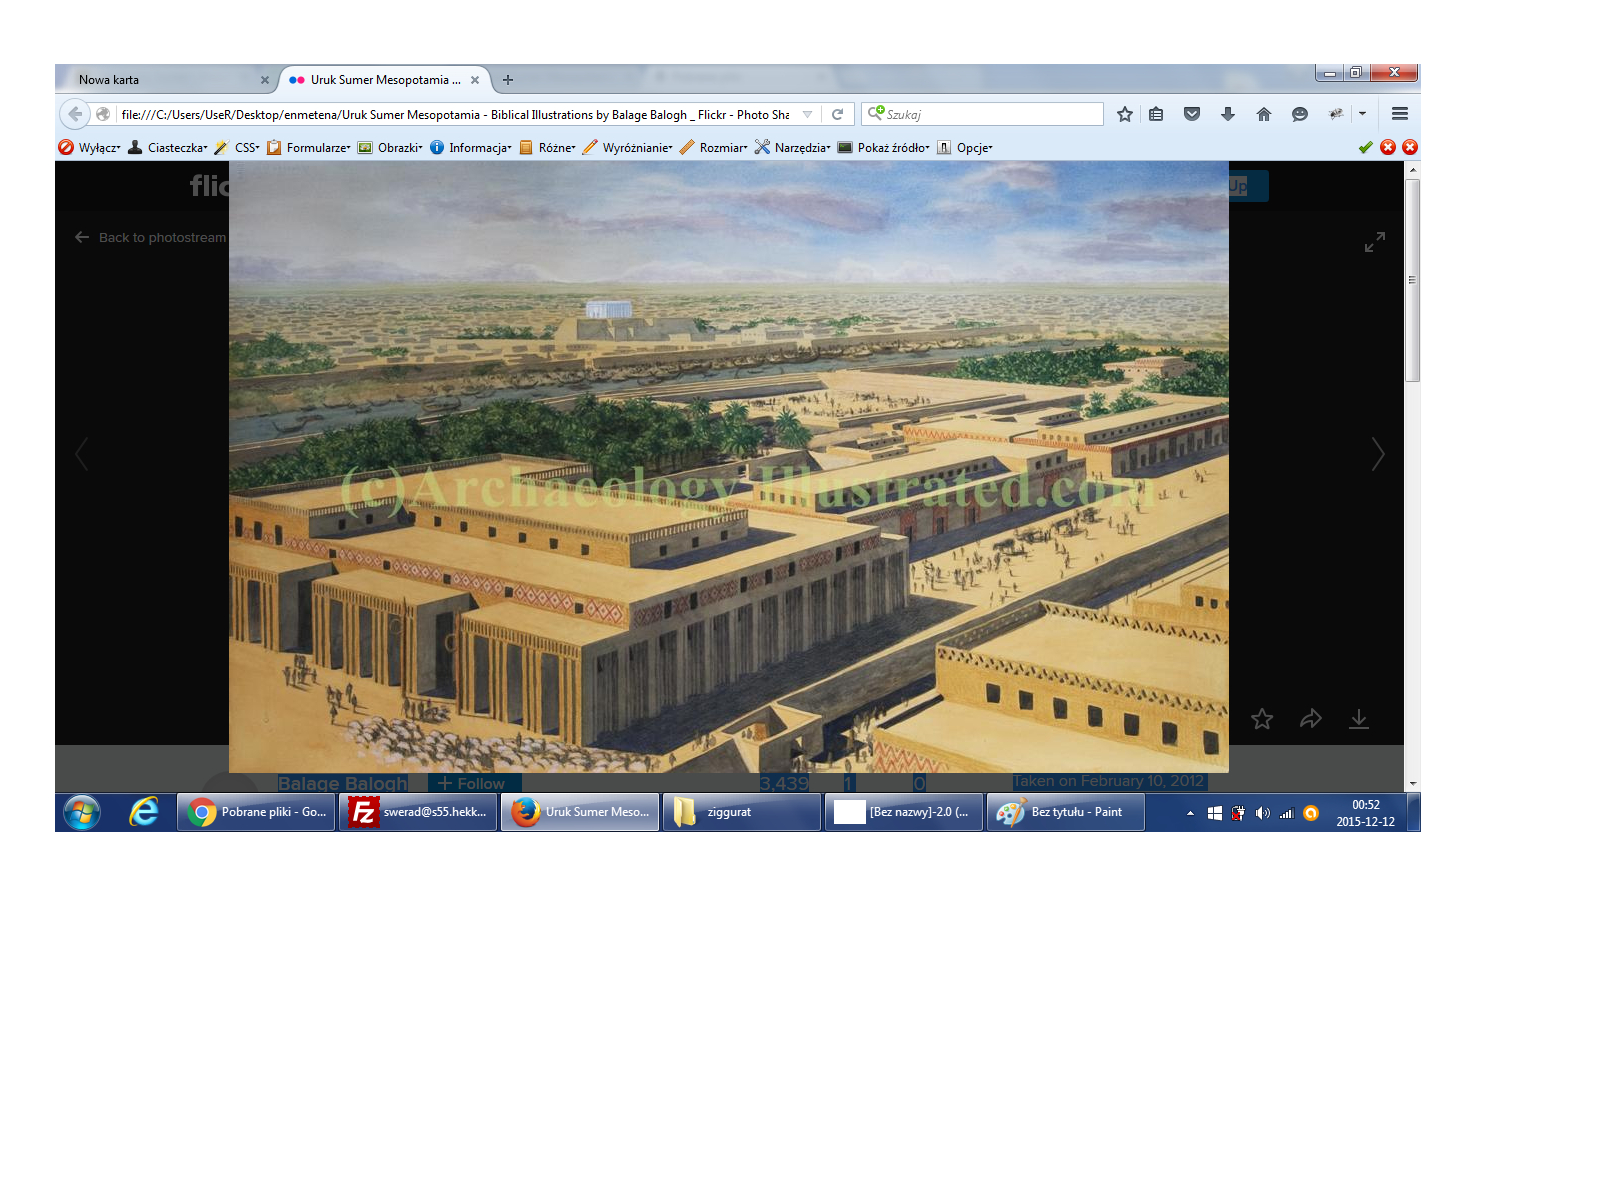 Nowa karta
Uruk Sumer Mesopotamia ...
file:///C:/Users/UseR/Desktop/enmetena/Uruk Sumer Mesopotamia - Biblical Illustrations by Balage Balogh _ Flickr - Photo Sha
Szukaj
Wyłącz Ciasteczka CSS Formularze Obrazki Informacja Różne Wyróżnianie Rozmiar Narzędzia Pokaż źródło Opcje
flic
Up
Back to photostream
(c)Archaeology Illustrated.com
Balage Balogh + Follow 3,439 1 0 Taken on February 10, 2012
Pobrane pliki - Go... swerad@s55.hekk... Uruk Sumer Meso... ziggurat [Bez nazwy]-2.0 (... Bez tytułu - Paint
00:52
2015-12-12